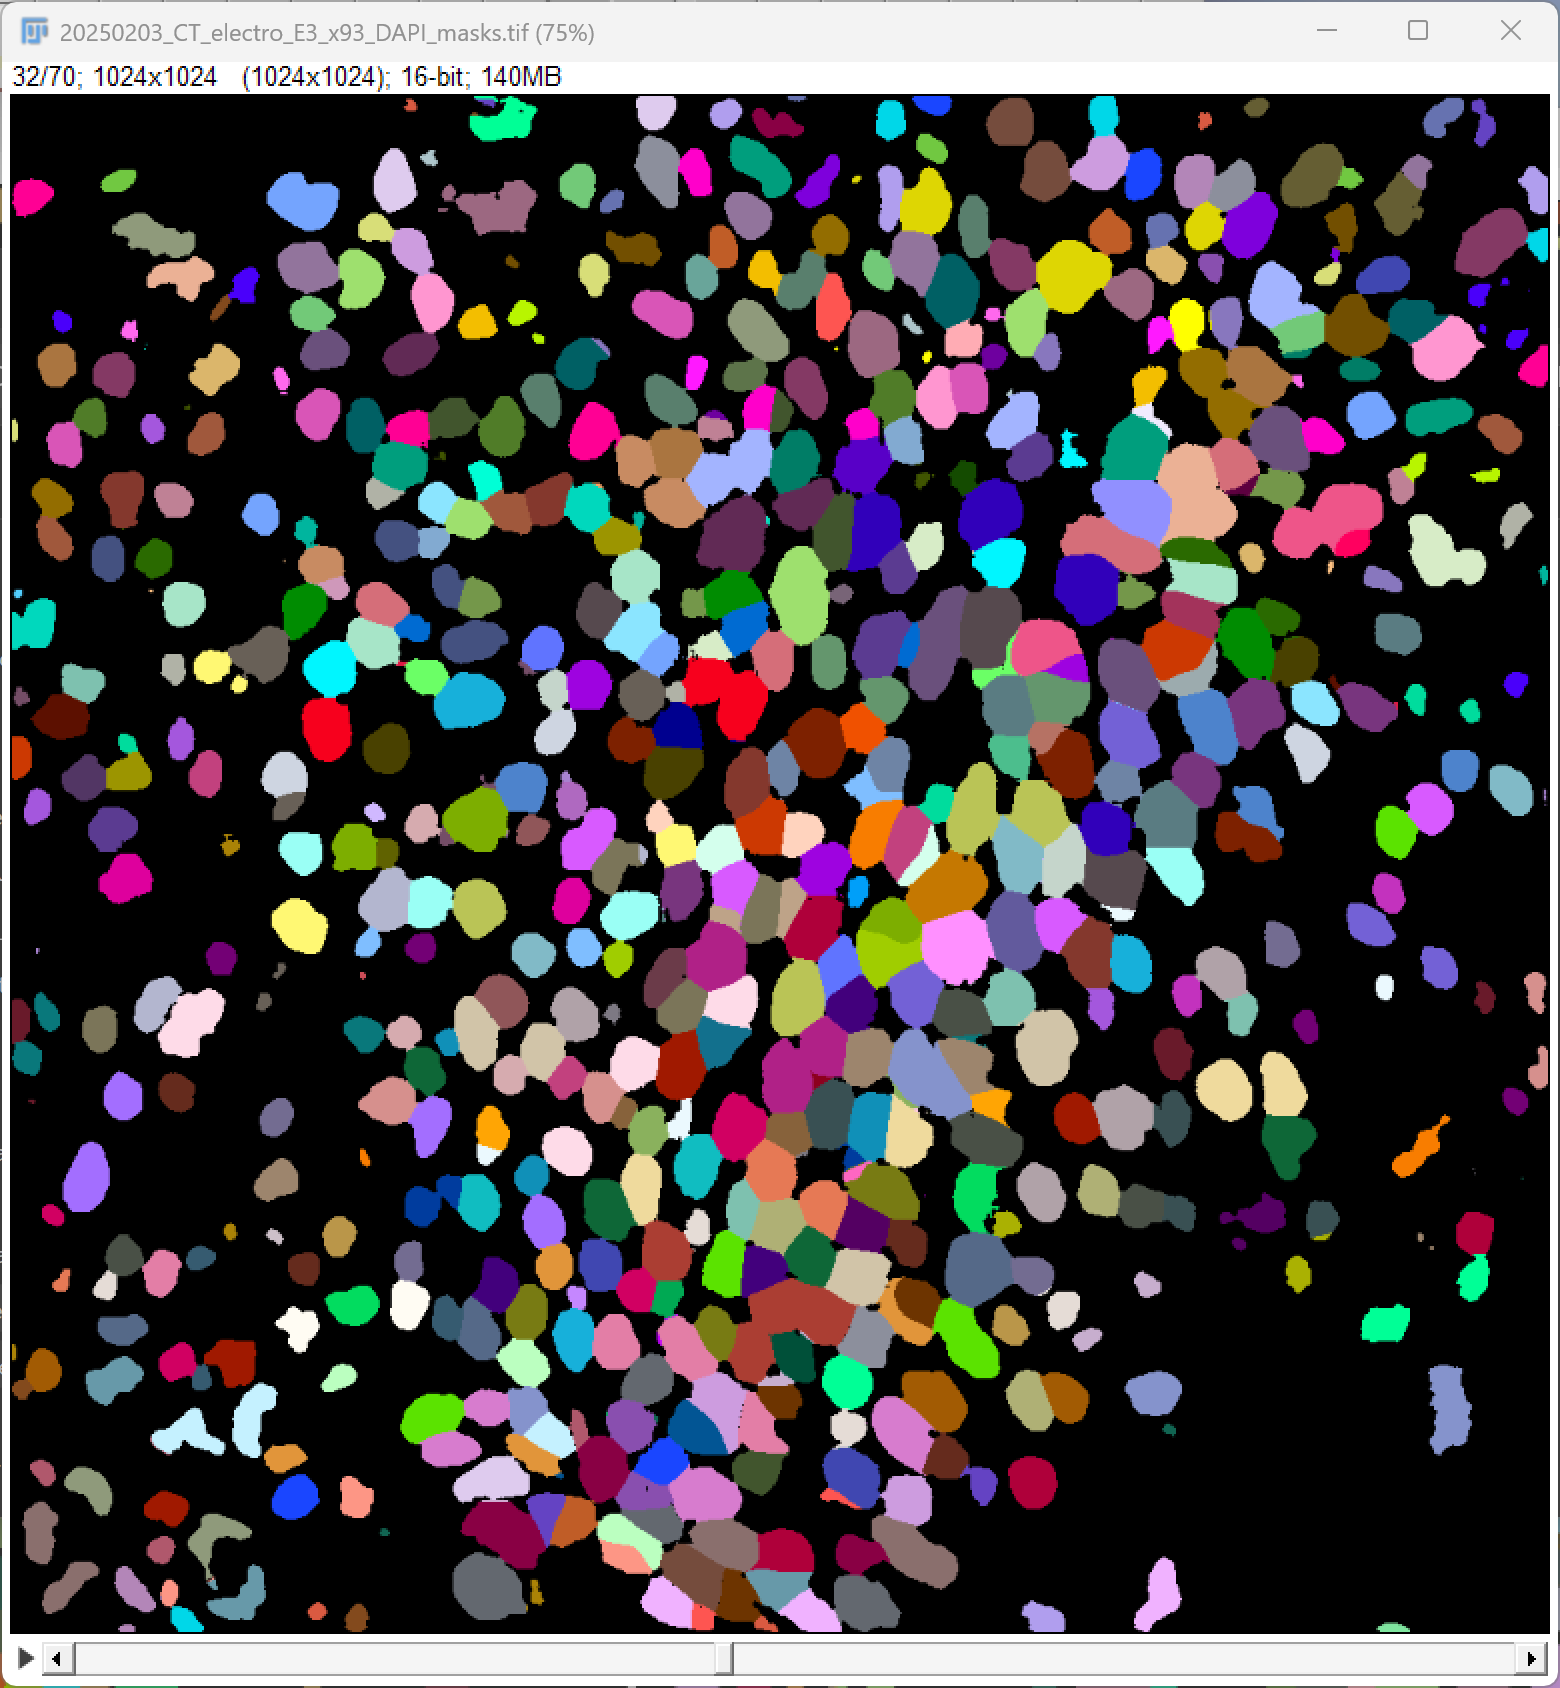 20250203_CT_electro_E3_x93_DAPI_masks.tif (75%)
32/70; 1024x1024 (1024x1024); 16-bit; 140MB